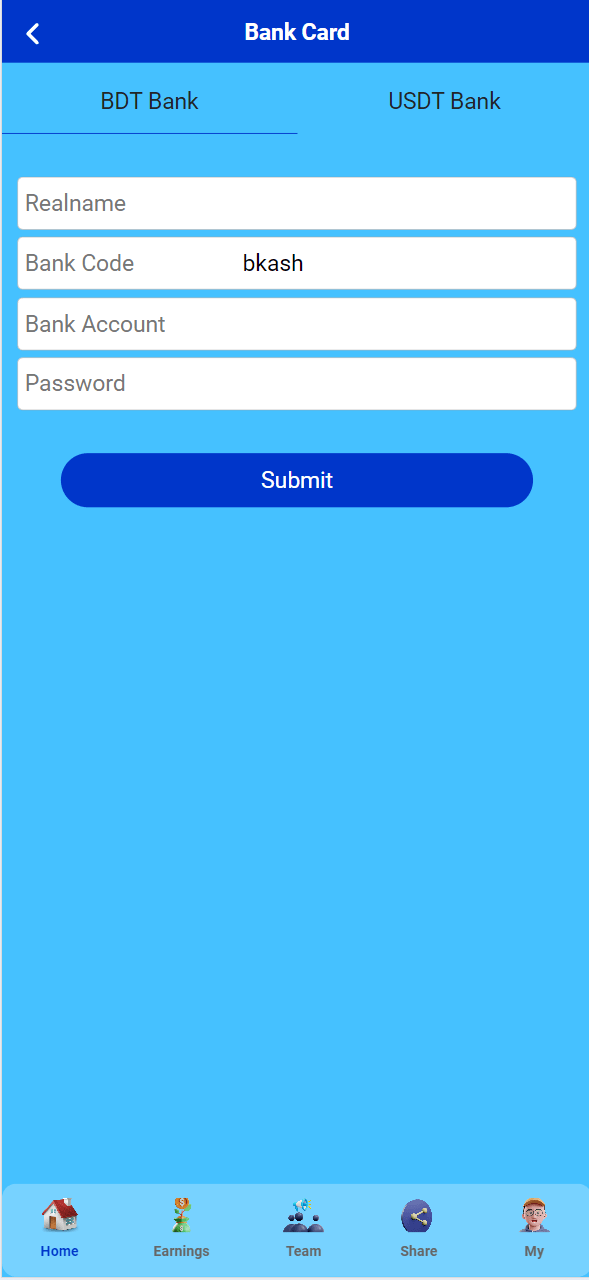 Bank Card
BDT Bank USDT Bank
Realname
Bank Code bkash
Bank Account
Password
Submit
Home Earnings Team Share My